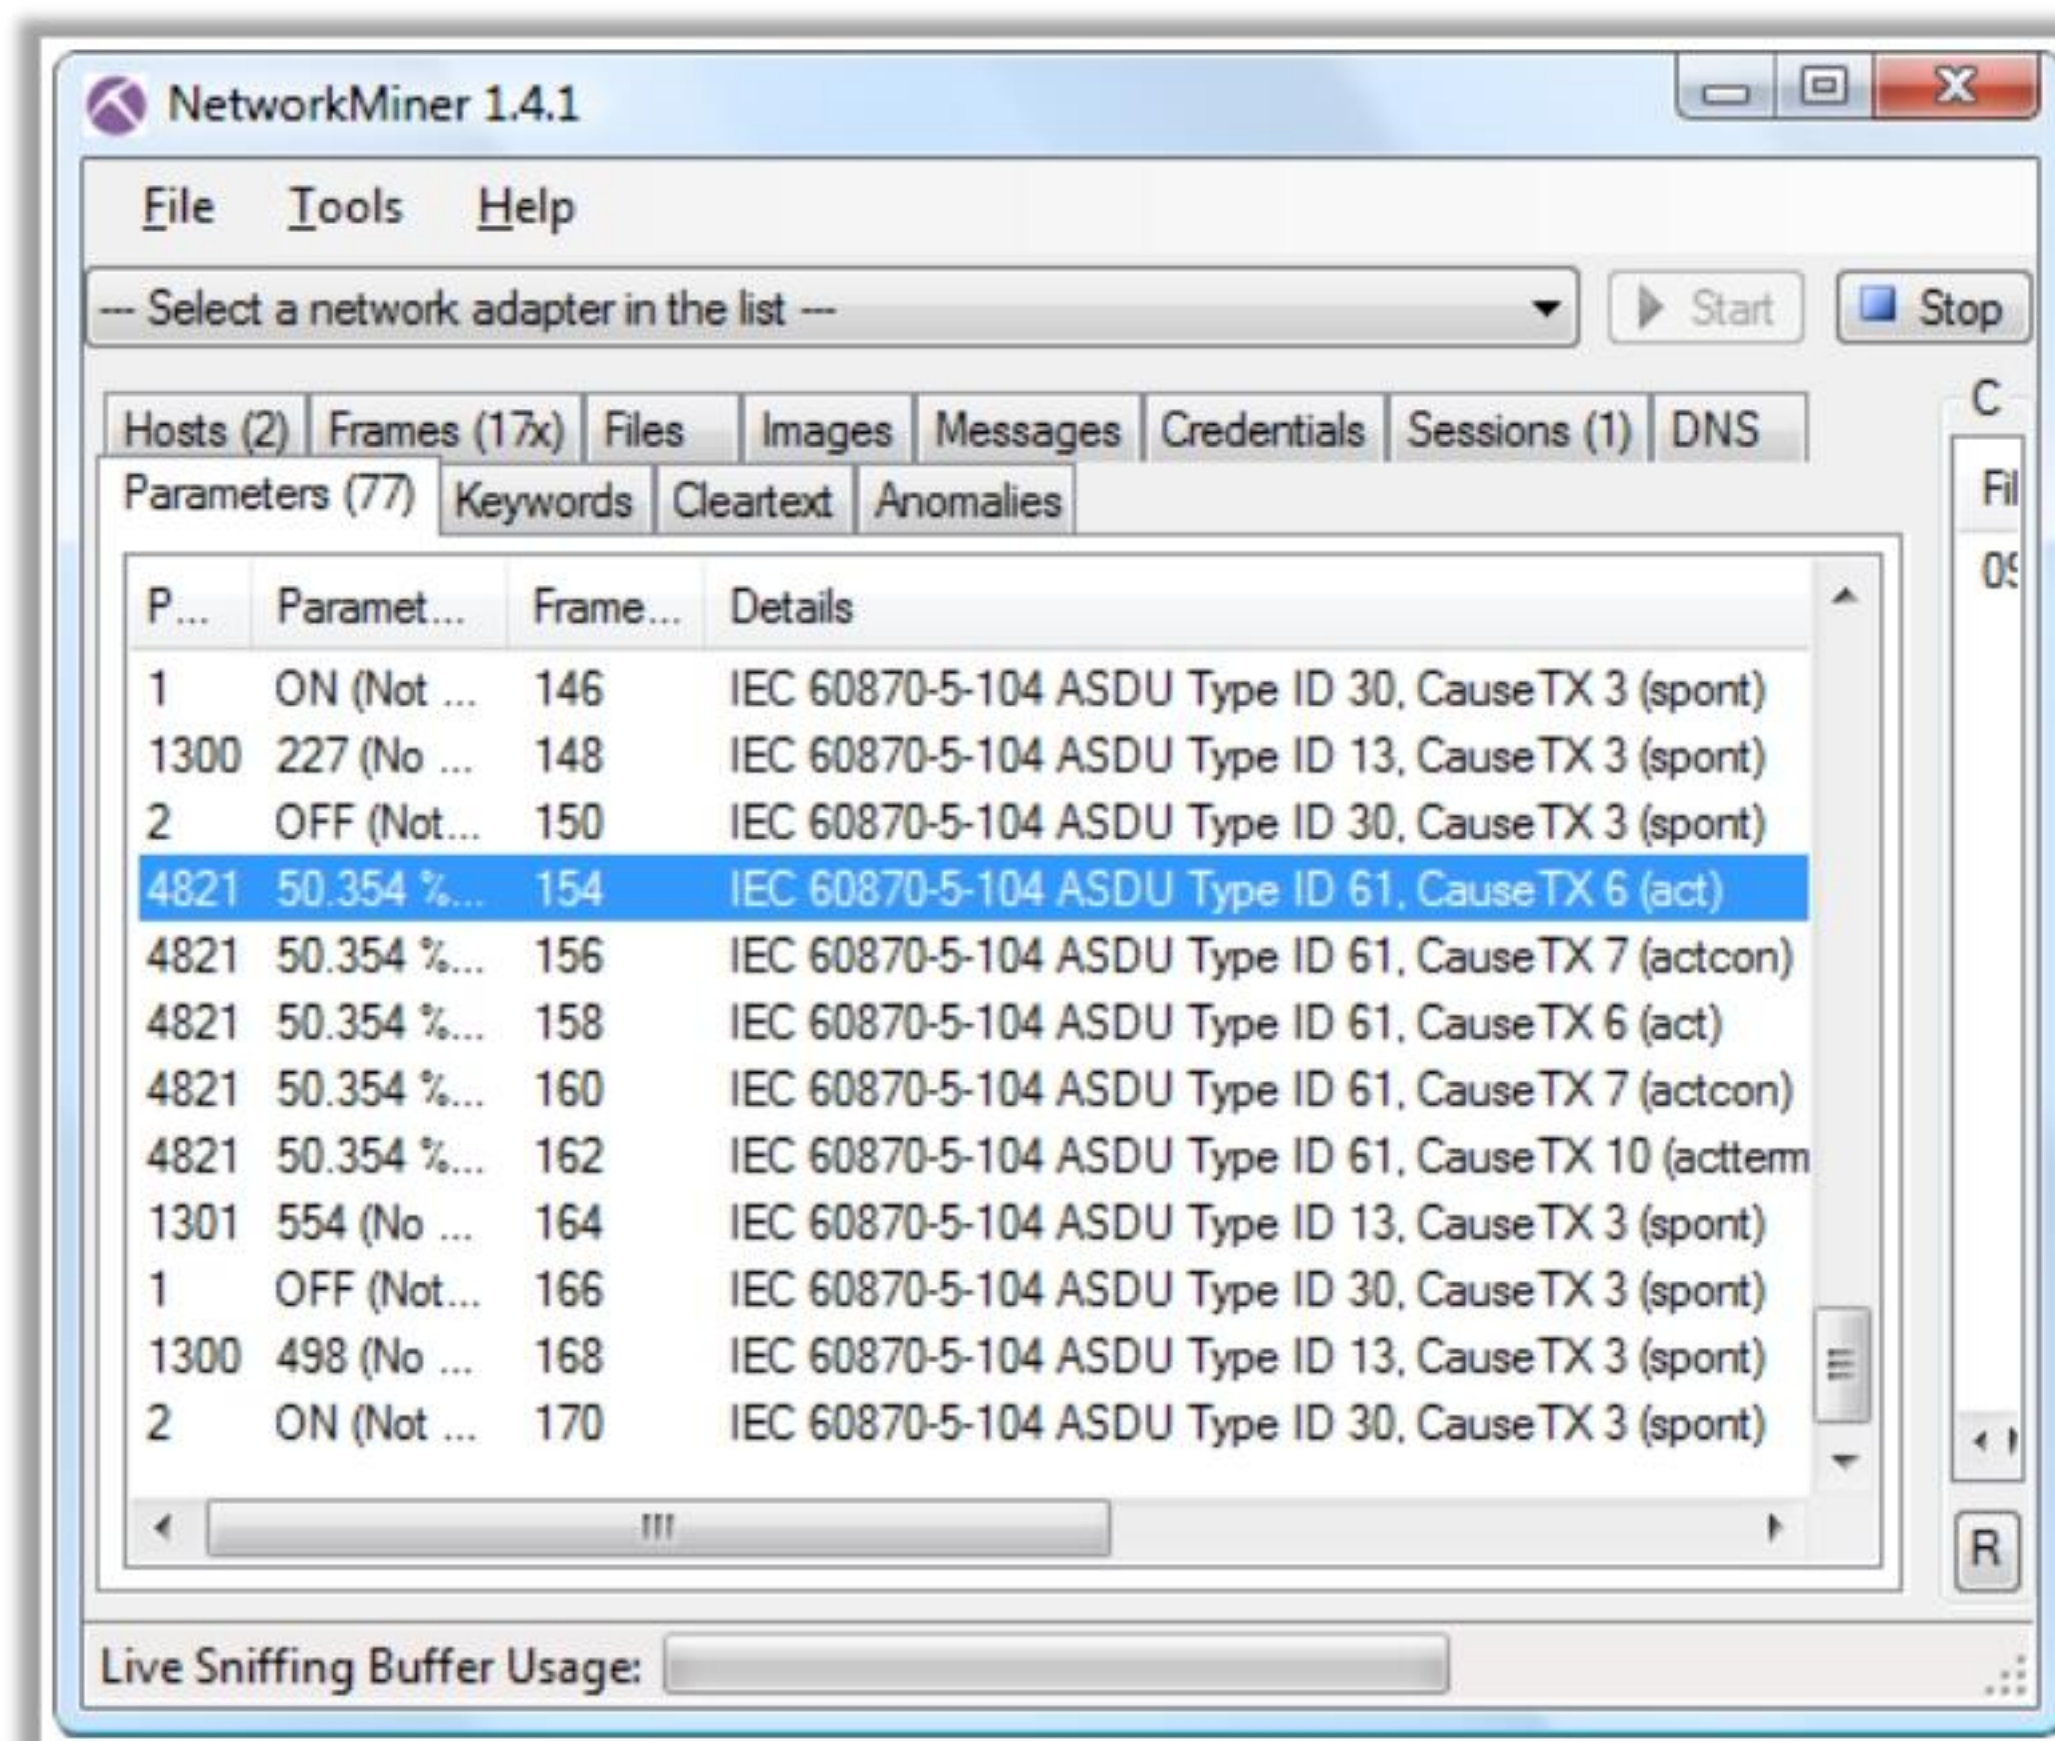 NetworkMiner 1.4.1
File Tools Help
--- Select a network adapter in the list --- Start Stop
Hosts (2) Frames (17x) Files Images Messages Credentials Sessions (1) DNS
C
Parameters (77) Keywords Cleartext Anomalies
Fil
P... Paramet... Frame... Details
1 ON (Not ... 146 IEC 60870-5-104 ASDU Type ID 30, CauseTX 3 (spont)
1300 227 (No ... 148 IEC 60870-5-104 ASDU Type ID 13, CauseTX 3 (spont)
2 OFF (Not... 150 IEC 60870-5-104 ASDU Type ID 30, CauseTX 3 (spont)
4821 50.354 %... 154 IEC 60870-5-104 ASDU Type ID 61, CauseTX 6 (act)
4821 50.354 %... 156 IEC 60870-5-104 ASDU Type ID 61, CauseTX 7 (actcon)
4821 50.354 %... 158 IEC 60870-5-104 ASDU Type ID 61, CauseTX 6 (act)
4821 50.354 %... 160 IEC 60870-5-104 ASDU Type ID 61, CauseTX 7 (actcon)
4821 50.354 %... 162 IEC 60870-5-104 ASDU Type ID 61, CauseTX 10 (actterm
1301 554 (No ... 164 IEC 60870-5-104 ASDU Type ID 13, CauseTX 3 (spont)
1 OFF (Not... 166 IEC 60870-5-104 ASDU Type ID 30, CauseTX 3 (spont)
1300 498 (No ... 168 IEC 60870-5-104 ASDU Type ID 13, CauseTX 3 (spont)
2 ON (Not ... 170 IEC 60870-5-104 ASDU Type ID 30, CauseTX 3 (spont)
R
Live Sniffing Buffer Usage: